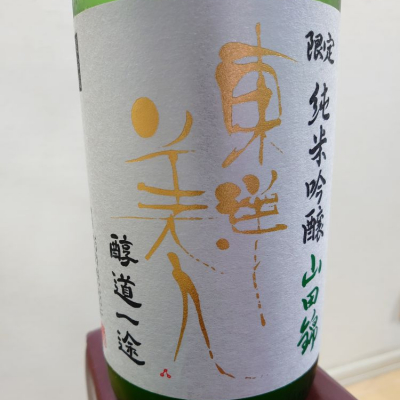 限定 純米吟醸 山田錦
東洋
美人
醇道一途